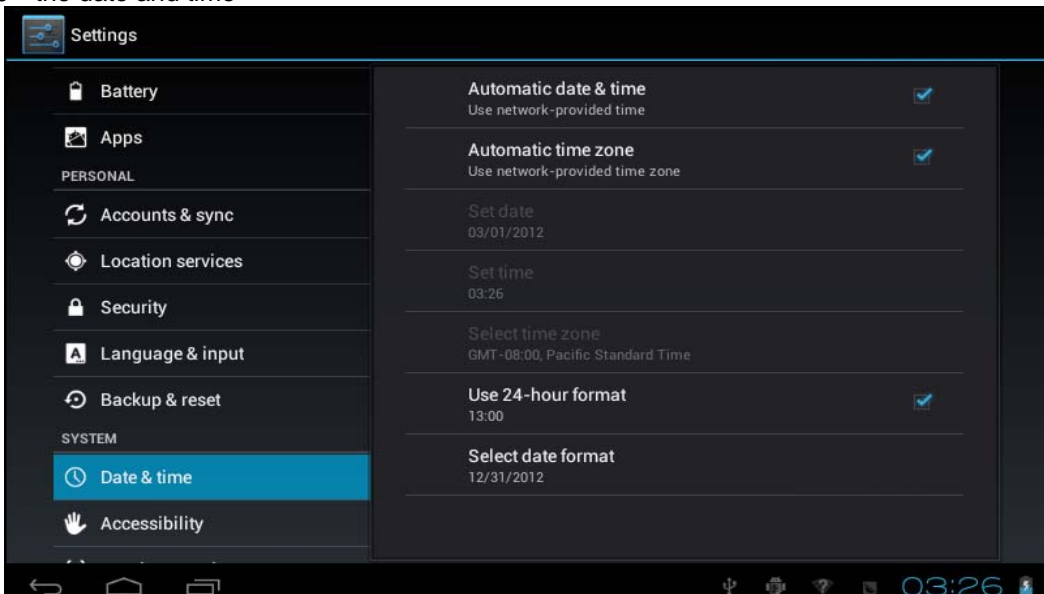 the date and time
Settings
Battery
Apps
PERSONAL
Accounts & sync
Location services
Security
Language & input
Backup & reset
SYSTEM
Date & time
Accessibility
Automatic date & time
Use network-provided time
Automatic time zone
Use network-provided time zone
Set date
03/01/2012
Set time
03:26
Select time zone
GMT-08:00, Pacific Standard Time
Use 24-hour format
13:00
Select date format
12/31/2012
03:26